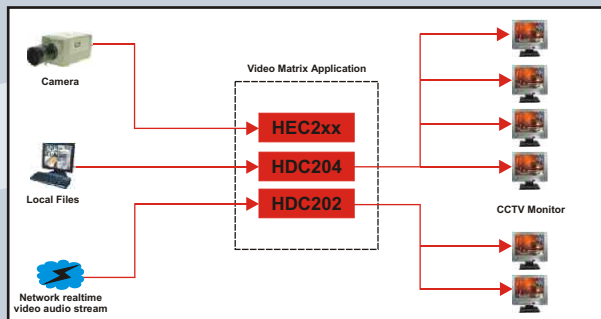 Camera
Video Matrix Application
HEC2xx
HDC204
HDC202
Local Files
CCTV Monitor
Network realtime
video audio stream